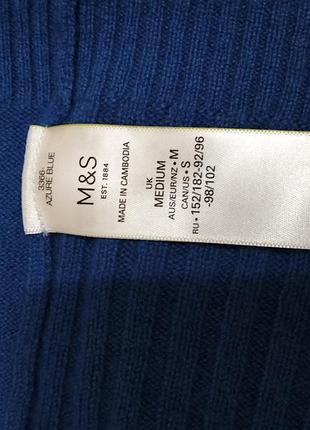 3366-
AZURE BLUE
M&S
EST. 1884
MADE IN CAMBODIA
UK
MEDIUM
AUS/EUR/NZ • M
CAN/US • S
RU • 152/182-92/96
-98/102